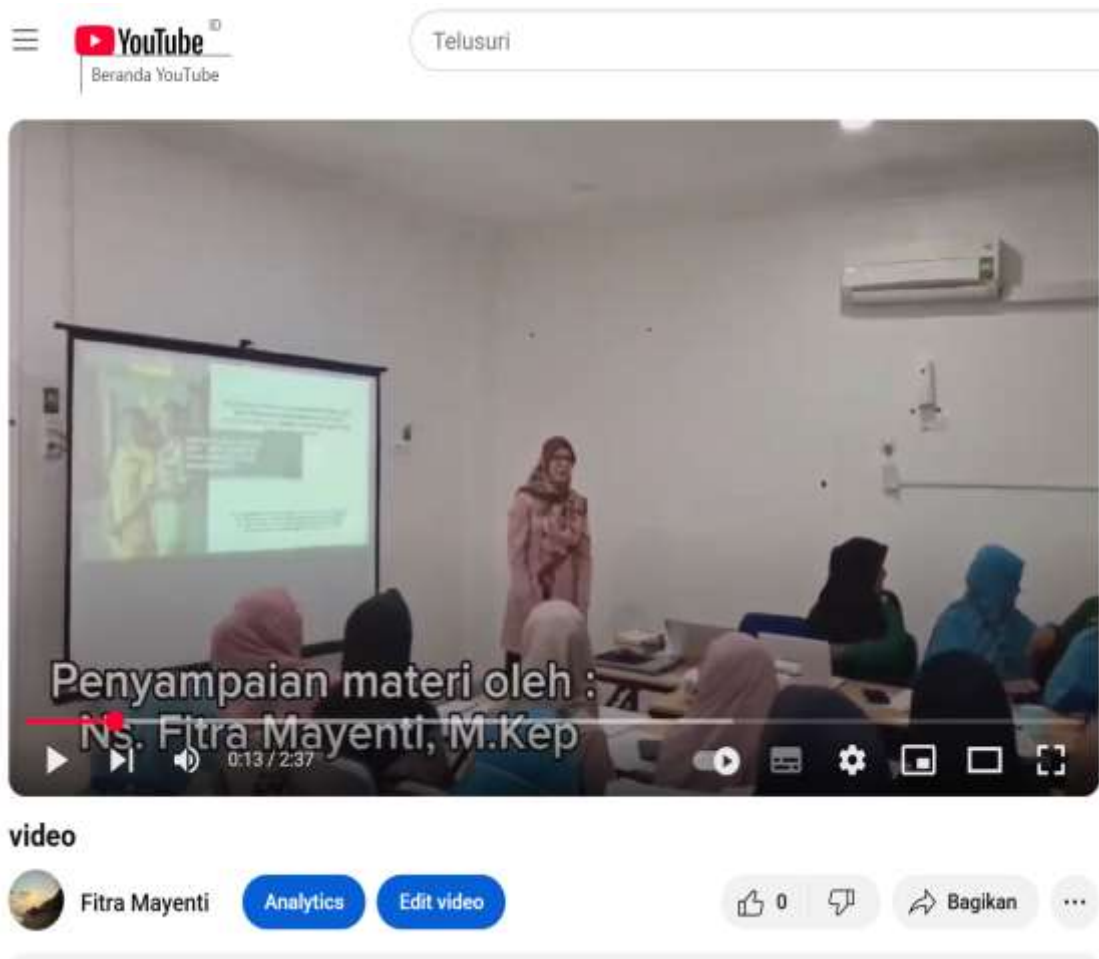 YouTube ID
Telusuri
Beranda YouTube
Penyampaian materi oleh :
Ns. Fitra Mayenti, M.Kep
0:13 / 2:37
video
Fitra Mayenti
Analytics
Edit video
0
Bagikan